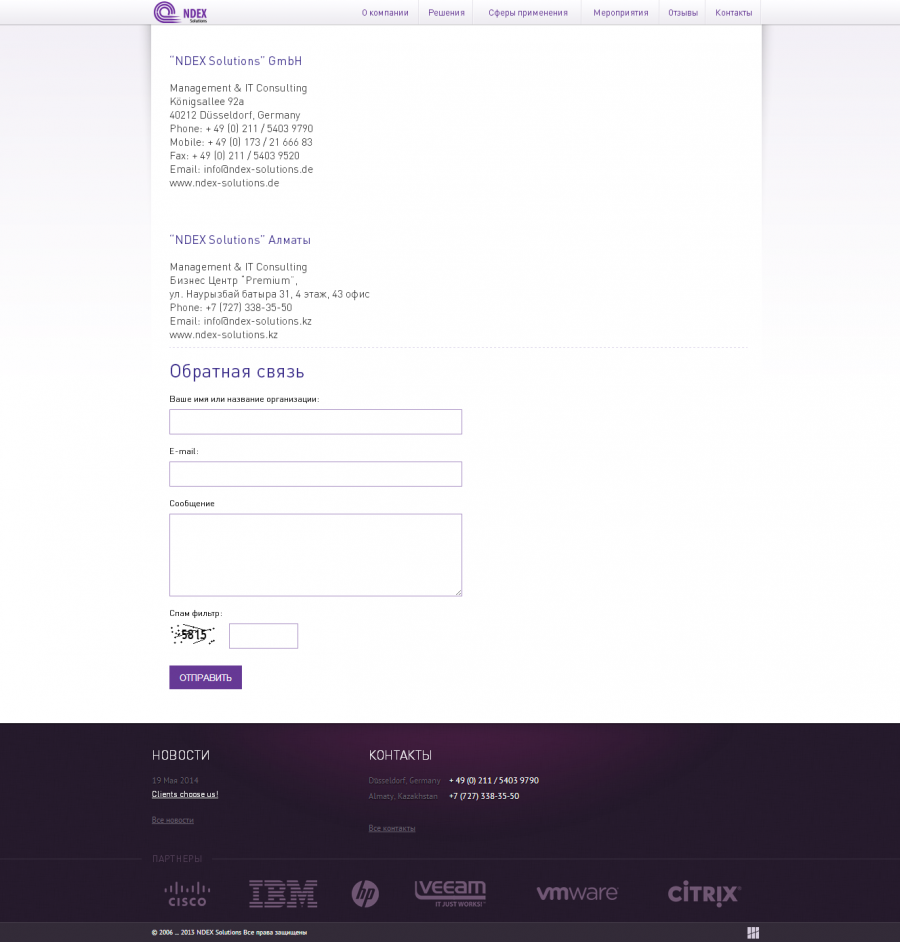 NDEX
Solutions
О компании Решения Сферы применения Мероприятия Отзывы Контакты
"NDEX Solutions" GmbH
Management & IT Consulting
Königsallee 92a
40212 Düsseldorf, Germany
Phone: + 49 (0) 211 / 5403 9790
Mobile: + 49 (0) 173 / 21 666 83
Fax: + 49 (0) 211 / 5403 9520
Email: info@ndex-solutions.de
www.ndex-solutions.de
"NDEX Solutions" Алматы
Management & IT Consulting
Бизнес Центр "Premium",
ул. Наурызбай батыра 31, 4 этаж, 43 офис
Phone: +7 (727) 338-35-50
Email: info@ndex-solutions.kz
www.ndex-solutions.kz
Обратная связь
Ваше имя или название организации:
E-mail:
Сообщение
Спам фильтр:
5815
ОТПРАВИТЬ
НОВОСТИ
19 Мая 2014
Clients choose us!
Все новости
КОНТАКТЫ
Düsseldorf, Germany + 49 (0) 211 / 5403 9790
Almaty, Kazakhstan +7 (727) 338-35-50
Все контакты
ПАРТНЕРЫ
cisco IBM hp veeam IT JUST WORKS!™ vmware® CITRIX®
© 2006 ... 2013 NDEX Solutions Все права защищены